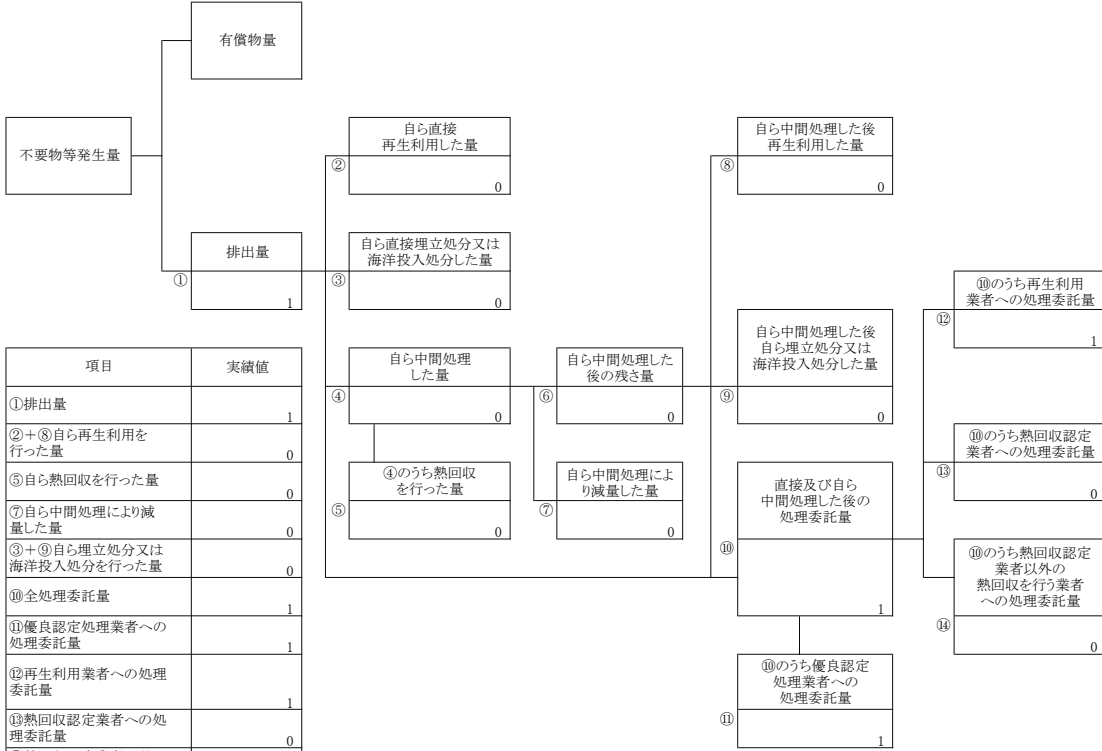 有償物量
不要物等発生量
自ら直接
再生利用した量
②
0
自ら中間処理した後
再生利用した量
⑧
0
排出量
①
1
自ら直接埋立処分又は
海洋投入処分した量
③
0
⑩のうち再生利用
業者への処理委託量
⑫
1
自ら中間処理
した量
④
0
自ら中間処理した
後の残さ量
⑥
0
自ら中間処理した後
自ら埋立処分又は
海洋投入処分した量
⑨
0
④のうち熱回収
を行った量
⑤
0
自ら中間処理によ
り減量した量
⑦
0
直接及び自ら
中間処理した後の
処理委託量
⑩
1
⑩のうち熱回収認定
業者への処理委託量
⑬
0
⑩のうち熱回収認定
業者以外の
熱回収を行う業者
への処理委託量
⑭
0
⑩のうち優良認定
処理業者への
処理委託量
⑪
1
項目 実績値
①排出量
1
②+⑧自ら再生利用を
行った量 0
⑤自ら熱回収を行った量
0
⑦自ら中間処理により減
量した量 0
③+⑨自ら埋立処分又は
海洋投入処分を行った量 0
⑩全処理委託量
1
⑪優良認定処理業者への
処理委託量 1
⑫再生利用業者への処理
委託量
1
⑬熱回収認定業者への処
理委託量 0